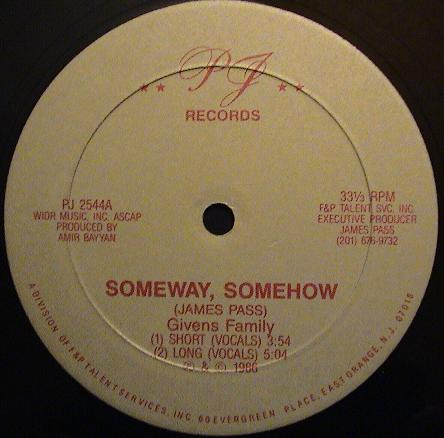 PJ
RECORDS
PJ 2544A
WIDR MUSIC, INC. ASCAP
PRODUCED BY
AMIR BAYYAN
33⅓ RPM
F&P TALENT SVC. INC.
EXECUTIVE PRODUCER
JAMES PASS
(201) 676-9732
SOMEWAY, SOMEHOW
(JAMES PASS)
Givens Family
(1) SHORT (VOCALS) 3:54
(2) LONG (VOCALS) 5:04
℗ & © 1986
A DIVISION OF F&P TALENT SERVICES, INC. 60 EVERGREEN PLACE, EAST ORANGE, N.J. 07018